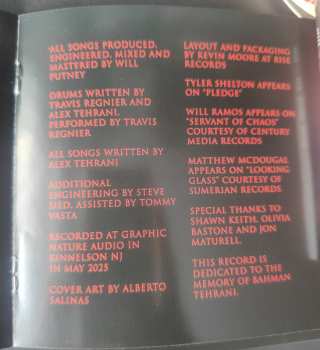 ALL SONGS PRODUCED,
ENGINEERED, MIXED AND
MASTERED BY WILL
PUTNEY
DRUMS WRITTEN BY
TRAVIS REGNIER AND
ALEX TEHRANI.
PERFORMED BY TRAVIS
REGNIER
ALL SONGS WRITTEN BY
ALEX TEHRANI
ADDITIONAL
ENGINEERING BY STEVE
SEID. ASSISTED BY TOMMY
VASTA
RECORDED AT GRAPHIC
NATURE AUDIO IN
KINNELSON NJ
IN MAY 2025
COVER ART BY ALBERTO
SALINAS
LAYOUT AND PACKAGING
BY KEVIN MOORE AT RISE
RECORDS
TYLER SHELTON APPEARS
ON "PLEDGE"
WILL RAMOS APPEARS ON
"SERVANT OF CHAOS"
COURTESY OF CENTURY
MEDIA RECORDS
MATTHEW MCDOUGAL
APPEARS ON "LOOKING
GLASS" COURTESY OF
SUMERIAN RECORDS
SPECIAL THANKS TO
SHAWN KEITH, OLIVIA
BASTONE AND JON
MATURELL.
THIS RECORD IS
DEDICATED TO THE
MEMORY OF BAHMAN
TEHRANI.